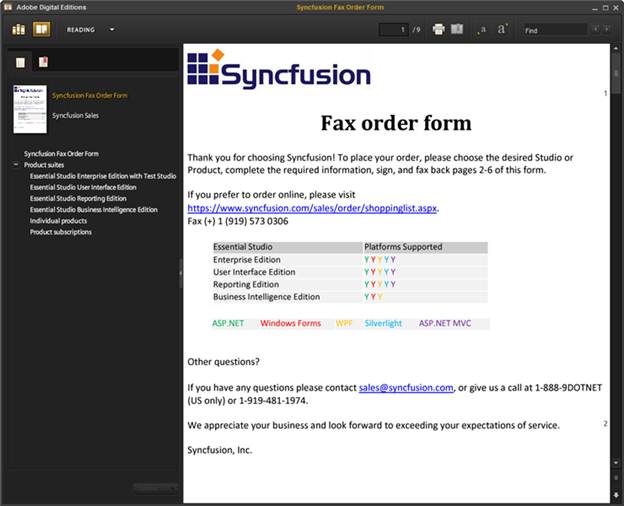 Adobe Digital Editions
Syncfusion Fax Order Form
READING
1 / 9
a a
Find
Syncfusion Fax Order Form
Syncfusion Sales
Syncfusion Fax Order Form
Product suites
Essential Studio Enterprise Edition with Test Studio
Essential Studio User Interface Edition
Essential Studio Reporting Edition
Essential Studio Business Intelligence Edition
Individual products
Product subscriptions
Syncfusion
1
Fax order form
Thank you for choosing Syncfusion! To place your order, please choose the desired Studio or
Product, complete the required information, sign, and fax back pages 2-6 of this form.
If you prefer to order online, please visit
https://www.syncfusion.com/sales/order/shoppinglist.aspx.
Fax (+) 1 (919) 573 0306
Essential Studio Platforms Supported
Enterprise Edition Y Y Y Y Y
User Interface Edition Y Y Y Y Y
Reporting Edition Y Y Y Y Y
Business Intelligence Edition Y Y Y
ASP.NET Windows Forms WPF Silverlight ASP.NET MVC
Other questions?
If you have any questions please contact sales@syncfusion.com, or give us a call at 1-888-9DOTNET
(US only) or 1-919-481-1974.
We appreciate your business and look forward to exceeding your expectations of service.
2
Syncfusion, Inc.